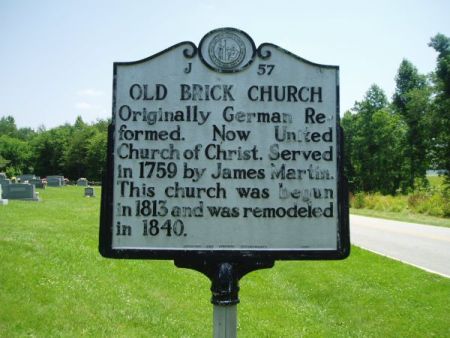 J 57
OLD BRICK CHURCH
Originally German Re
formed. Now United
Church of Christ. Served
in 1759 by James Martin.
This church was begun
in 1813 and was remodeled
in 1840.